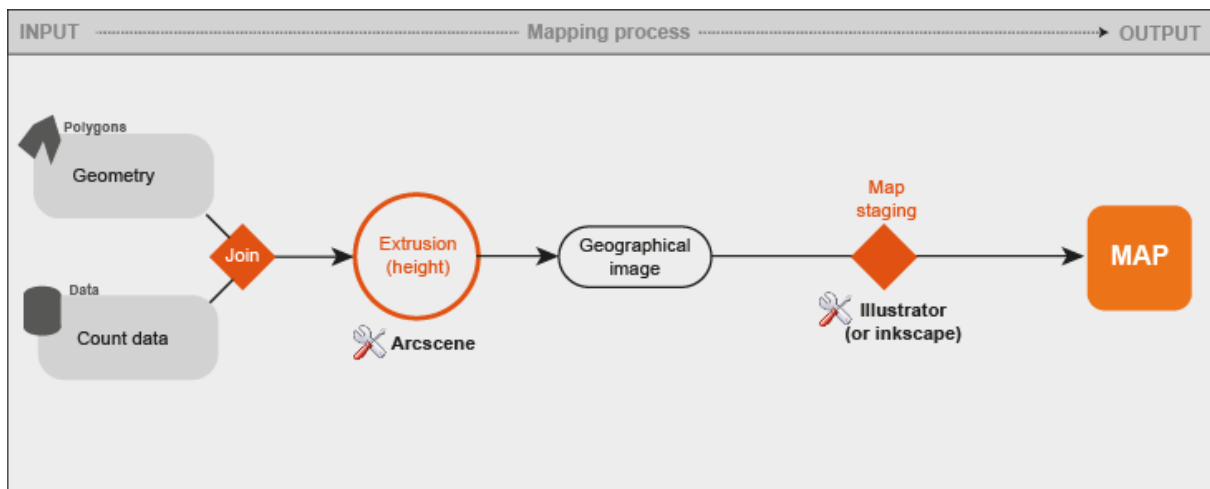 INPUT
Mapping process
OUTPUT
Polygons
Geometry
Join
Data
Count data
Extrusion
(height)
Arcscene
Geographical
image
Map
staging
Illustrator
(or inkscape)
MAP